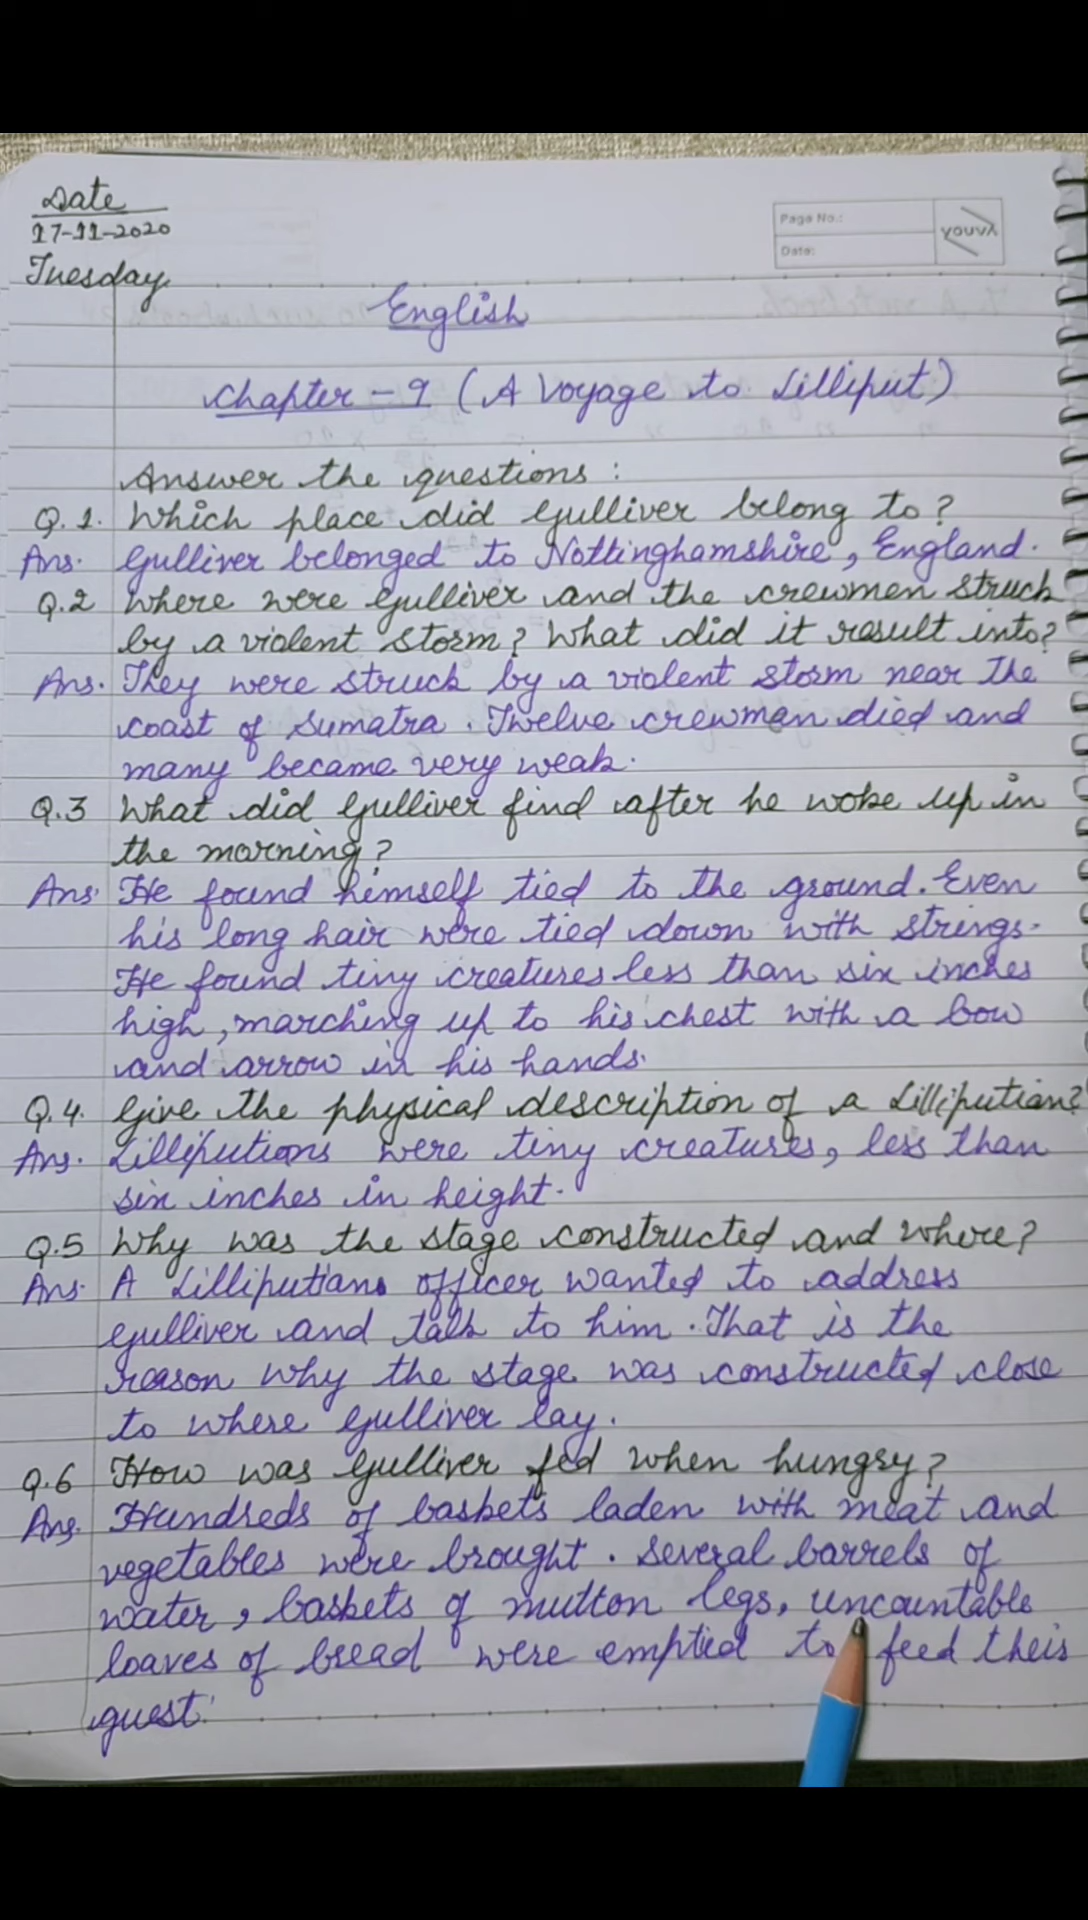 Date
17-11-2020
Tuesday
Page No.:
Date:
youva
English
Chapter - 9 (A Voyage to Lilliput)
Answer the questions :
Q.1. Which place did Gulliver belong to?
Ans. Gulliver belonged to Nottinghamshire, England.
Q.2 Where were Gulliver and the crewmen struck
by a violent storm? What did it result into?
Ans. They were struck by a violent storm near the
coast of Sumatra. Twelve crewman died and
many became very weak.
Q.3 What did Gulliver find after he woke up in
the morning?
Ans. He found himself tied to the ground. Even
his long hair were tied down with strings.
He found tiny creatures less than six inches
high, marching up to his chest with a bow
and arrow in his hands.
Q.4. Give the physical description of a Lilliputian?
Ans. Lilliputions were tiny creatures, less than
six inches in height.
Q.5 Why was the stage constructed and where?
Ans. A Lilliputians officer wanted to address
Gulliver and talk to him. That is the
reason why the stage was constructed close
to where Gulliver lay.
Q.6 How was Gulliver fed when hungry?
Ans. Hundreds of baskets laden with meat and
vegetables were brought. Several barrels of
water, baskets of mutton legs, uncountable
loaves of bread were emptied to feed their
guest.